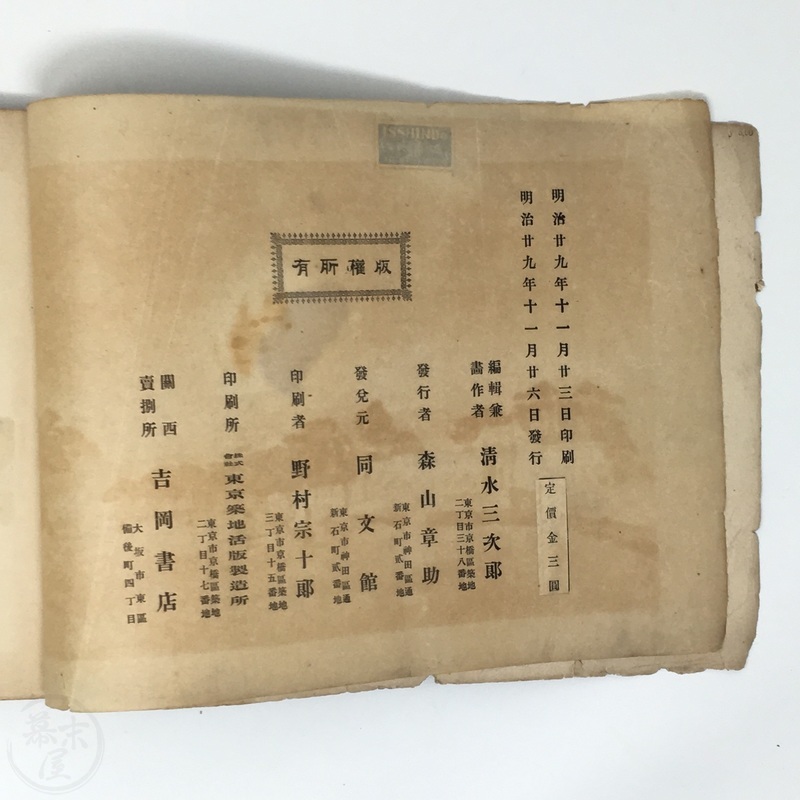 ISSHINDO
明治廿九年十一月廿三日印刷
明治廿九年十一月廿六日發行
定價金三圓
版權所有
編輯兼
畫作者
清水三次郎
東京市京橋區築地
二丁目三十八番地
發行者
森山章助
東京市神田區通
新石町貳番地
發兌元
同文館
東京市神田區通
新石町貳番地
印刷者
野村宗十郎
東京市京橋區築地
三丁目十五番地
印刷所
株式會社
東京築地活版製造所
東京市京橋區築地
二丁目十七番地
關西
賣捌所
吉岡書店
大坂市東區
備後町四丁目
幕末屋